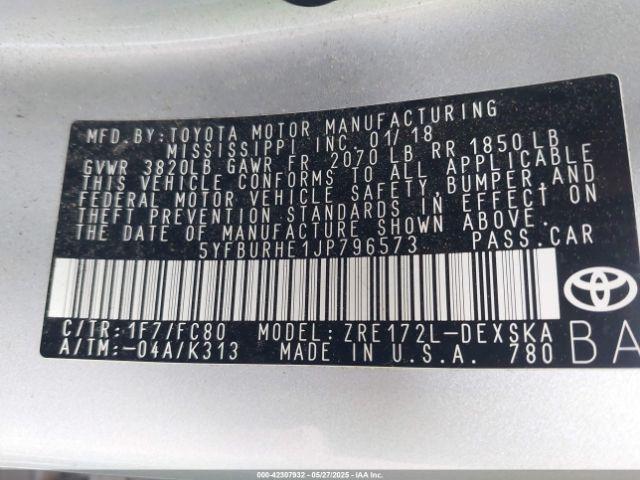 MFD. BY: TOYOTA MOTOR MANUFACTURING
MISSISSIPPI INC. 01/18
GVWR 3820LB GAWR FR 2070 LB RR 1850 LB
THIS VEHICLE CONFORMS TO ALL APPLICABLE
FEDERAL MOTOR VEHICLE SAFETY, BUMPER, AND
THEFT PREVENTION STANDARDS IN EFFECT ON
THE DATE OF MANUFACTURE SHOWN ABOVE.
5YFBURHE1JP796573 PASS.CAR
C/TR: 1F7/FC80 MODEL: ZRE172L-DEXSKA
A/TM: -04A/K313 MADE IN U.S.A. 780
BA
000-42307932 - 05/27/2025 - IAAI.COM